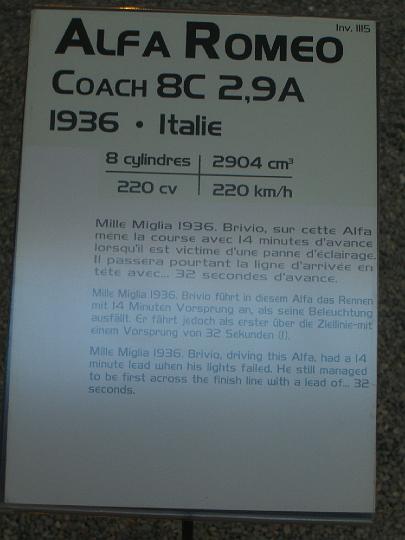 Inv. 1115
ALFA ROMEO
COACH 8C 2,9A
1936 • Italie
8 cylindres | 2904 cm³
220 cv | 220 km/h
Mille Miglia 1936. Brivio, sur cette Alfa
mène la course avec 14 minutes d'avance
lorsqu'il est victime d'une panne d'éclairage.
Il passera pourtant la ligne d'arrivée en
tête avec... 32 secondes d'avance.
Mille Miglia 1936. Brivio führt in diesem Alfa das Rennen
mit 14 Minuten Vorsprung an, als seine Beleuchtung
ausfällt. Er fährt jedoch als erster über die Ziellinie-mit
einem Vorsprung von 32 Sekunden (!).
Mille Miglia 1936. Brivio, driving this Alfa, had a 14
minute lead when his lights failed. He still managed
to be first across the finish line with a lead of... 32
seconds.